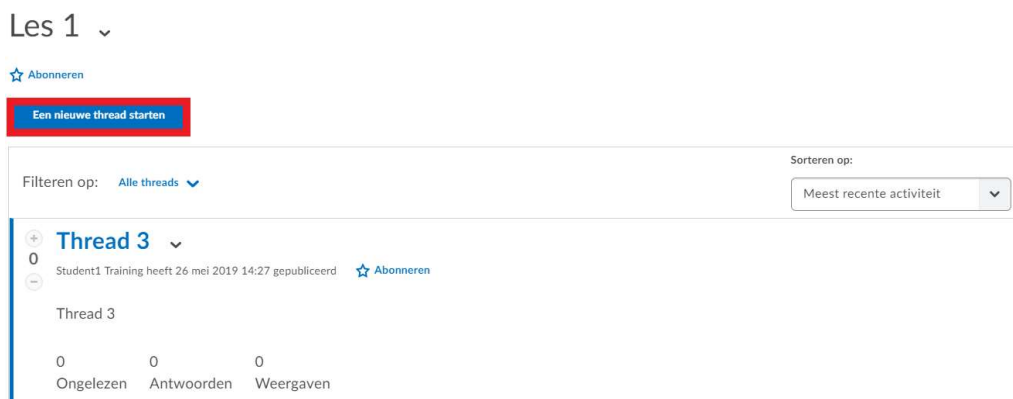 Les 1
Abonneren
Een nieuwe thread starten
Sorteren op:
Filteren op: Alle threads
Meest recente activiteit
Thread 3
0
Student1 Training heeft 26 mei 2019 14:27 gepubliceerd Abonneren
Thread 3
0 0 0
Ongelezen Antwoorden Weergaven